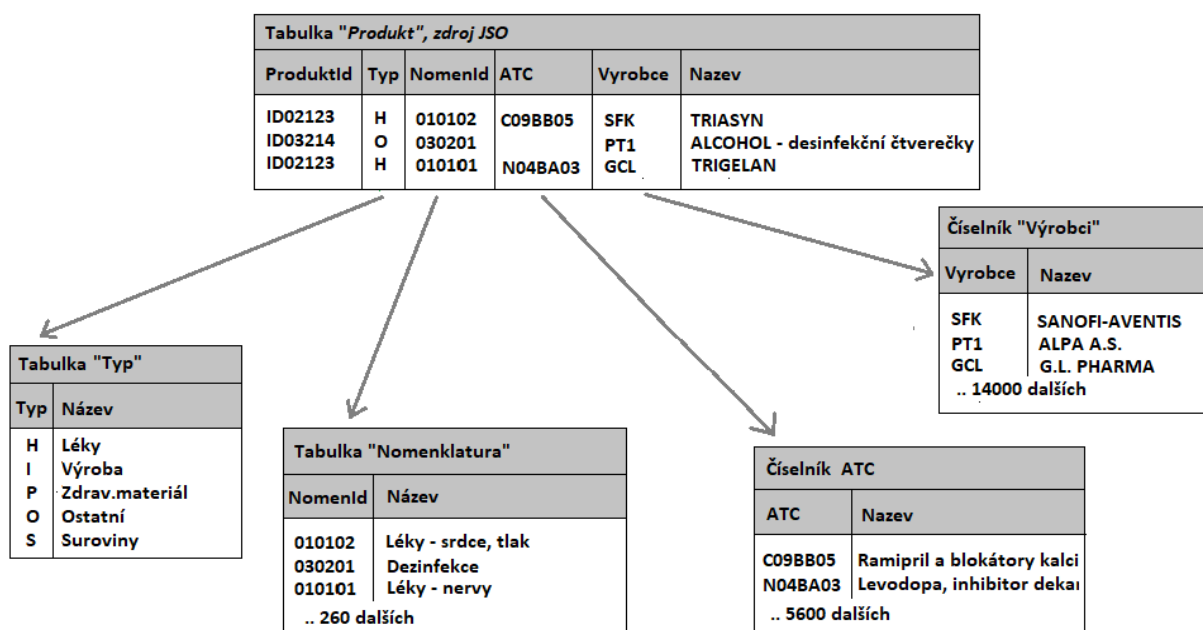 Tabulka "Produkt", zdroj JSO
ProduktId Typ NomenId ATC Vyrobce Nazev
ID02123 H 010102 C09BB05 SFK TRIASYN
ID03214 O 030201 PT1 ALCOHOL - desinfekční čtverečky
ID02123 H 010101 N04BA03 GCL TRIGELAN
Číselník "Výrobci"
Vyrobce Nazev
SFK SANOFI-AVENTIS
PT1 ALPA A.S.
GCL G.L. PHARMA
.. 14000 dalších
Tabulka "Typ"
Typ Název
H Léky
I Výroba
P Zdrav.materiál
O Ostatní
S Suroviny
Tabulka "Nomenklatura"
NomenId Název
010102 Léky - srdce, tlak
030201 Dezinfekce
010101 Léky - nervy
.. 260 dalších
Číselník ATC
ATC Nazev
C09BB05 Ramipril a blokátory kalci
N04BA03 Levodopa, inhibitor dekar
.. 5600 dalších